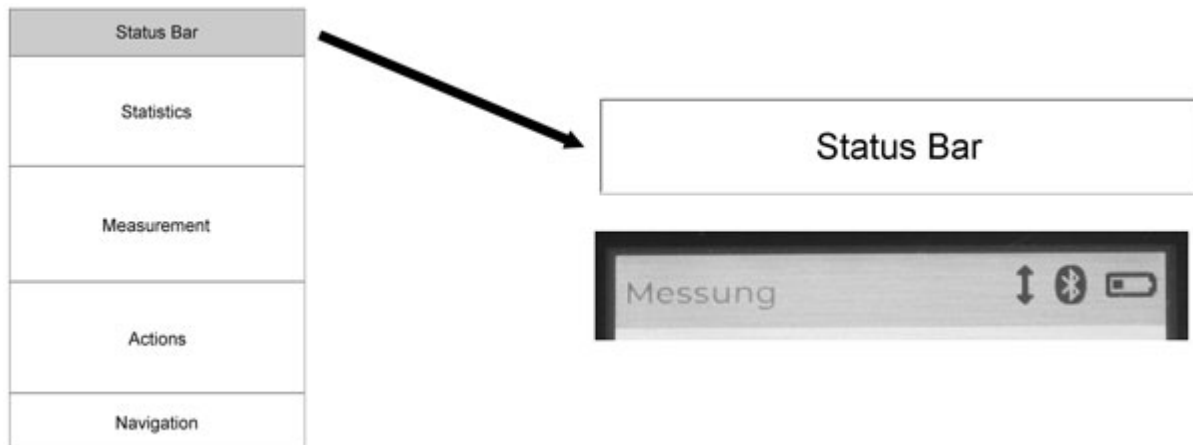 Status Bar
Statistics
Measurement
Actions
Navigation
Status Bar
Messung